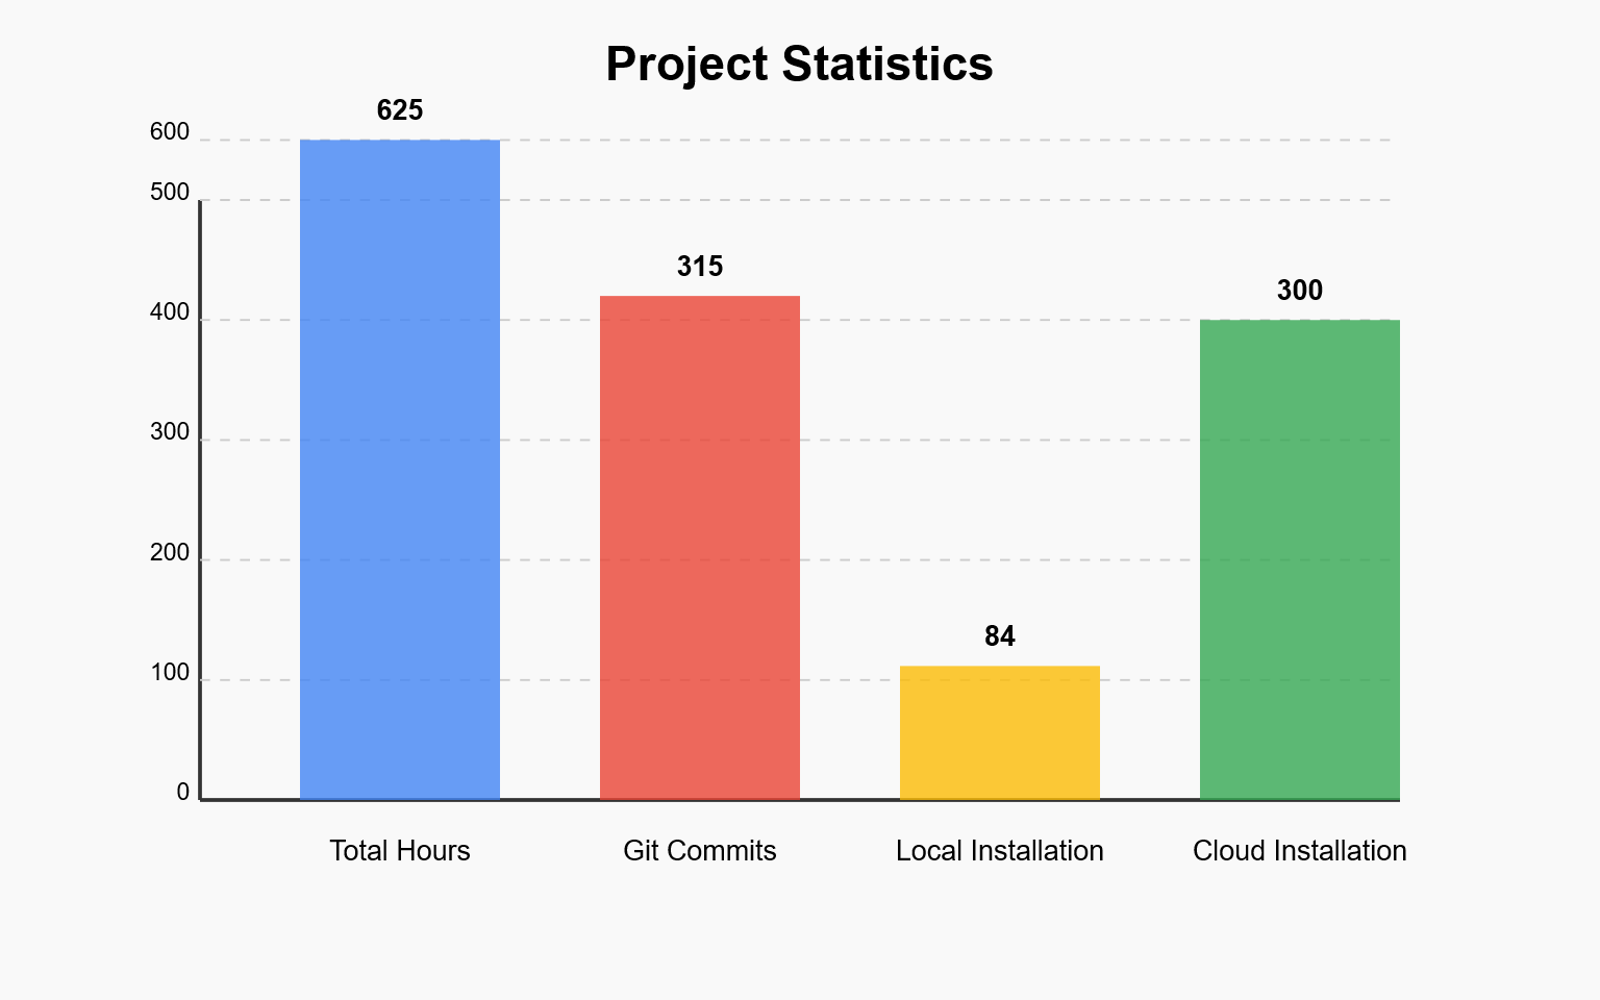 Project Statistics
625
600
500
315
300
400
300
200
84
100
0
Total Hours
Git Commits
Local Installation
Cloud Installation